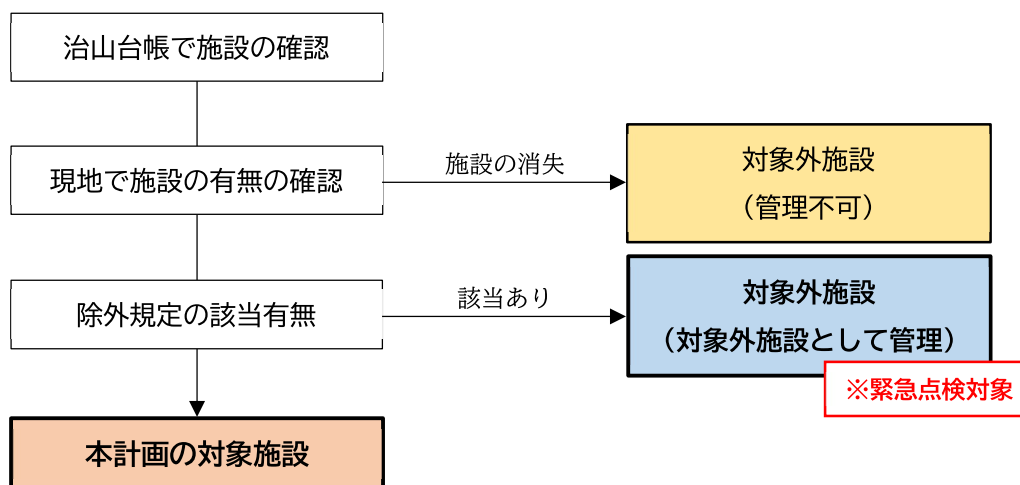 治山台帳で施設の確認
現地で施設の有無の確認
施設の消失
対象外施設
（管理不可）
除外規定の該当有無
該当あり
対象外施設
（対象外施設として管理）
※緊急点検対象
本計画の対象施設